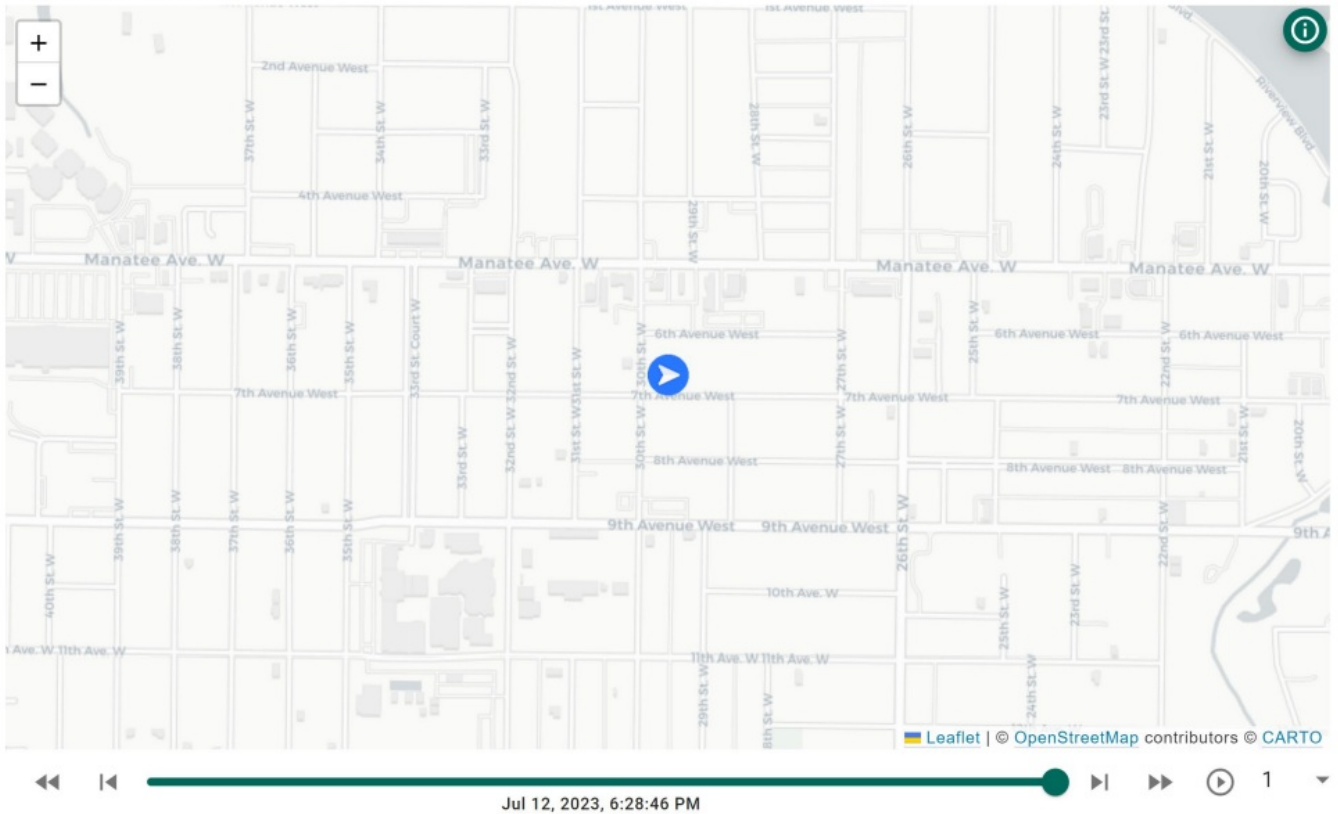 1st Avenue West
1st Avenue West
+
−
2nd Avenue West
37th St. W
34th St. W
33rd St. W
28th St. W
26th St. W
24th St. W
23rd St. W 23rd St.
21st St. W
20th St. W
Riverview Blvd
4th Avenue West
29th St. W
Manatee Ave. W
Manatee Ave. W
Manatee Ave. W
Manatee Ave. W
39th St. W
38th St. W
36th St. W
35th St. W
33rd St. Court W
32nd St. W 32nd St. W
31st St. W 31st St. W
30th St. W
6th Avenue West
27th St. W
25th St. W
6th Avenue West
22nd St. W
6th Avenue West
7th Avenue West
7th Avenue West
7th Avenue West
7th Avenue West
33rd St. W
30th St. W
27th St. W
21st St. W
20th St. W
8th Avenue West
8th Avenue West
8th Avenue West
39th St. W
38th St. W
37th St. W
36th St. W
35th St. W
9th Avenue West
9th Avenue West
26th St. W
22nd St. W
9th A
40th St. W
10th Ave. W
25th St. W
23rd St. W
Ave. W 11th Ave. W
11th Ave. W 11th Ave. W
29th St. W
8th St. W
24th St. W
Leaflet | © OpenStreetMap contributors © CARTO
1
Jul 12, 2023, 6:28:46 PM